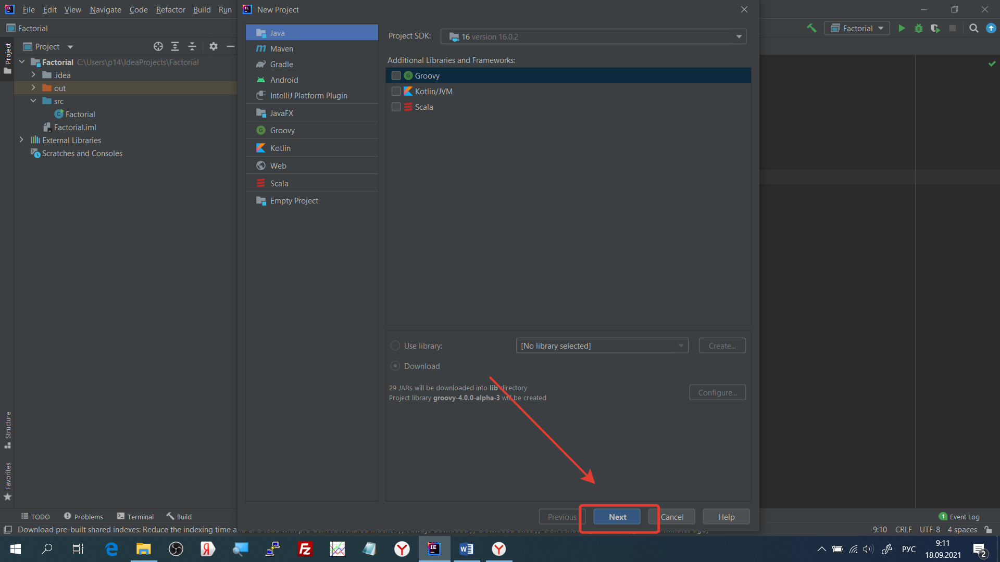 File Edit View Navigate Code Refactor Build Run
New Project
Factorial
Factorial
Project
Project
Factorial C:\Users\p14\IdeaProjects\Factorial
.idea
out
src
Factorial
Factorial.iml
External Libraries
Scratches and Consoles
Java
Maven
Gradle
Android
IntelliJ Platform Plugin
JavaFX
Groovy
Kotlin
Web
Scala
Empty Project
Project SDK:
16 version 16.0.2
Additional Libraries and Frameworks:
Groovy
Kotlin/JVM
Scala
Use library:
[No library selected]
Create...
Download
29 JARs will be downloaded into lib directory
Project library groovy-4.0.0-alpha-3 will be created
Configure...
Previous
Next
Cancel
Help
Structure
Favorites
TODO Problems Terminal Build
1 Event Log
Download pre-built shared indexes: Reduce the indexing time and
9:10 CRLF UTF-8 4 spaces
РУС
9:11
18.09.2021
2